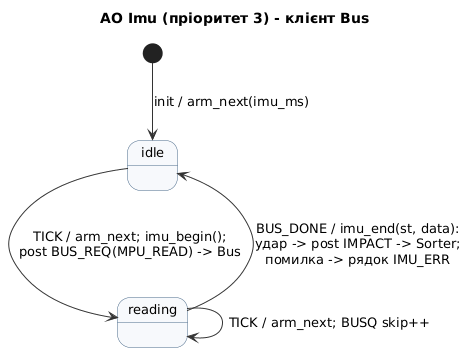 AO Imu (пріоритет 3) - клієнт Bus
init / arm_next(imu_ms)
idle
TICK / arm_next; imu_begin();
post BUS_REQ(MPU_READ) -> Bus
BUS_DONE / imu_end(st, data):
удар -> post IMPACT -> Sorter;
помилка -> рядок IMU_ERR
reading
TICK / arm_next; BUSQ skip++